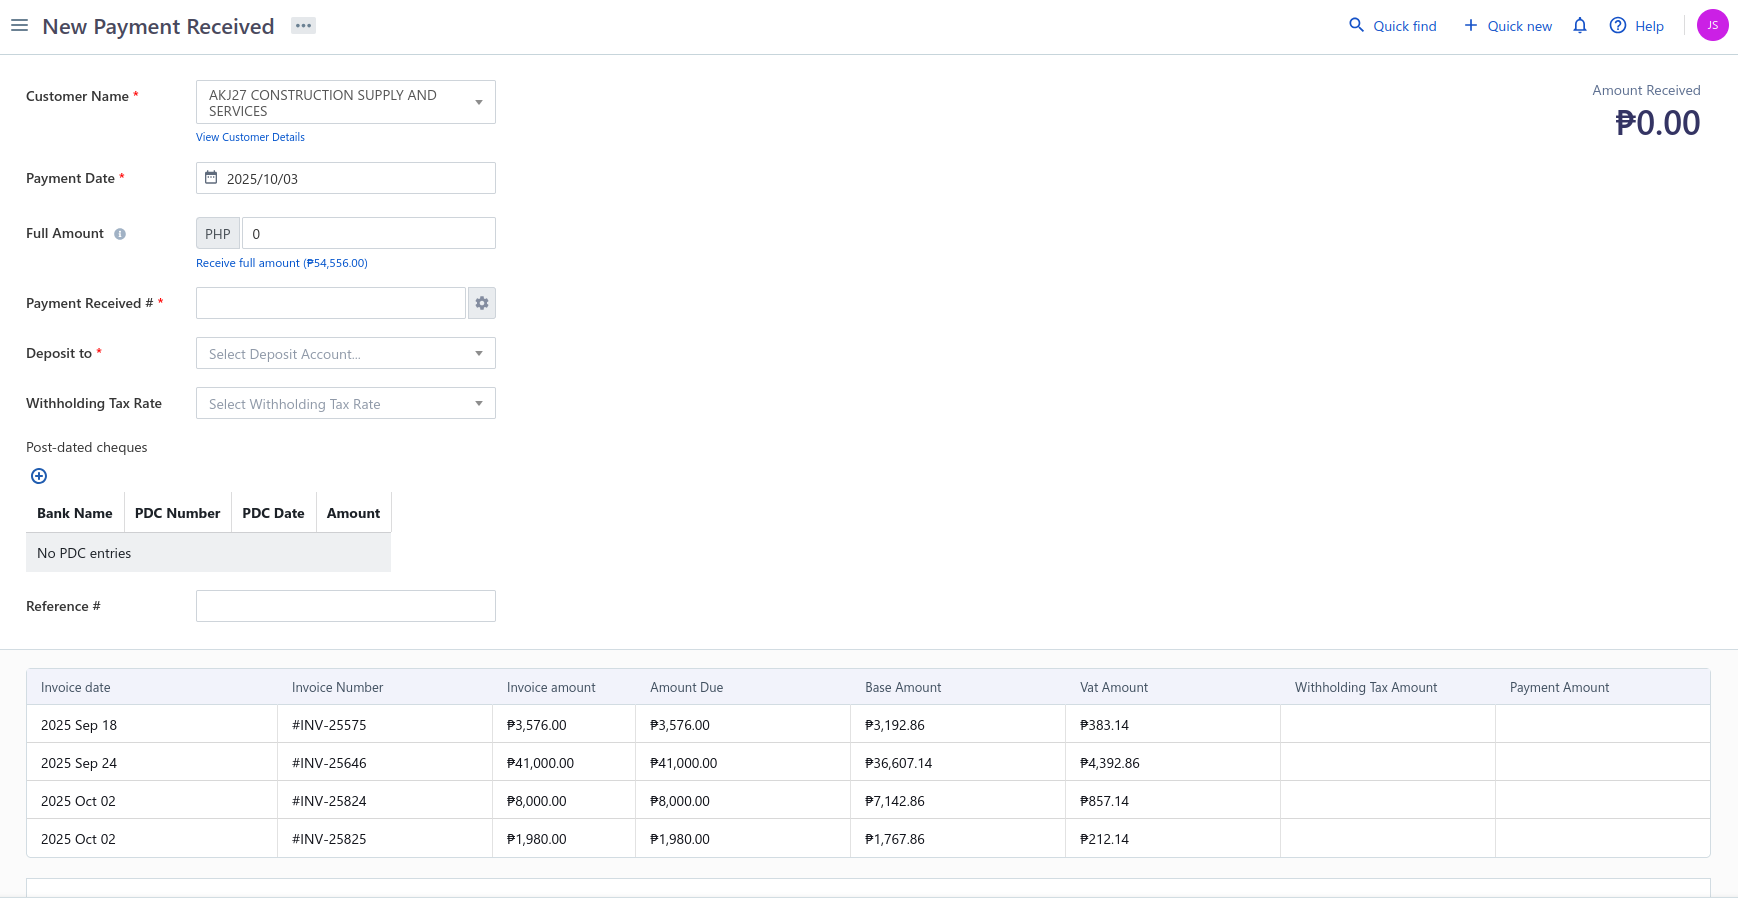 New Payment Received
Quick find
Quick new
Help
JS
Customer Name *
AKJ27 CONSTRUCTION SUPPLY AND
SERVICES
View Customer Details
Amount Received
₱0.00
Payment Date *
2025/10/03
Full Amount
PHP
0
Receive full amount (₱54,556.00)
Payment Received # *
Deposit to *
Select Deposit Account...
Withholding Tax Rate
Select Withholding Tax Rate
Post-dated cheques
Bank Name PDC Number PDC Date Amount
No PDC entries
Reference #
Invoice date Invoice Number Invoice amount Amount Due Base Amount Vat Amount Withholding Tax Amount Payment Amount
2025 Sep 18 #INV-25575 ₱3,576.00 ₱3,576.00 ₱3,192.86 ₱383.14
2025 Sep 24 #INV-25646 ₱41,000.00 ₱41,000.00 ₱36,607.14 ₱4,392.86
2025 Oct 02 #INV-25824 ₱8,000.00 ₱8,000.00 ₱7,142.86 ₱857.14
2025 Oct 02 #INV-25825 ₱1,980.00 ₱1,980.00 ₱1,767.86 ₱212.14